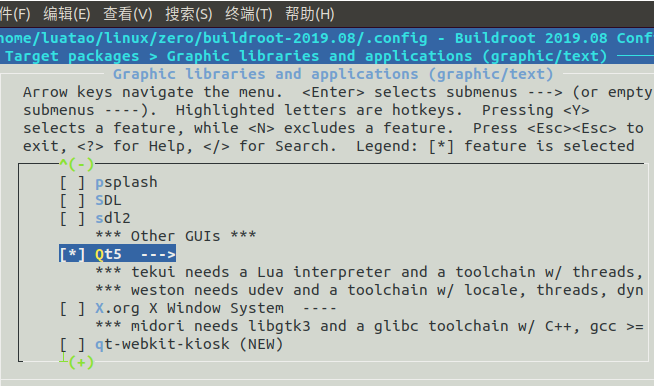 件(F) 编辑(E) 查看(V) 搜索(S) 终端(T) 帮助(H)
home/luatao/linux/zero/buildroot-2019.08/.config - Buildroot 2019.08 Conf
Target packages > Graphic libraries and applications (graphic/text)
Graphic libraries and applications (graphic/text)
Arrow keys navigate the menu.  <Enter> selects submenus ---> (or empty
submenus ----).  Highlighted letters are hotkeys.  Pressing <Y>
selects a feature, while <N> excludes a feature.  Press <Esc><Esc> to
exit, <?> for Help, </> for Search.  Legend: [*] feature is selected
^(-)
[ ] psplash
[ ] SDL
[ ] sdl2
*** Other GUIs ***
[*] Qt5  --->
*** tekui needs a Lua interpreter and a toolchain w/ threads,
*** weston needs udev and a toolchain w/ locale, threads, dyn
[ ] X.org X Window System  ----
*** midori needs libgtk3 and a glibc toolchain w/ C++, gcc >=
[ ] qt-webkit-kiosk (NEW)
(+)